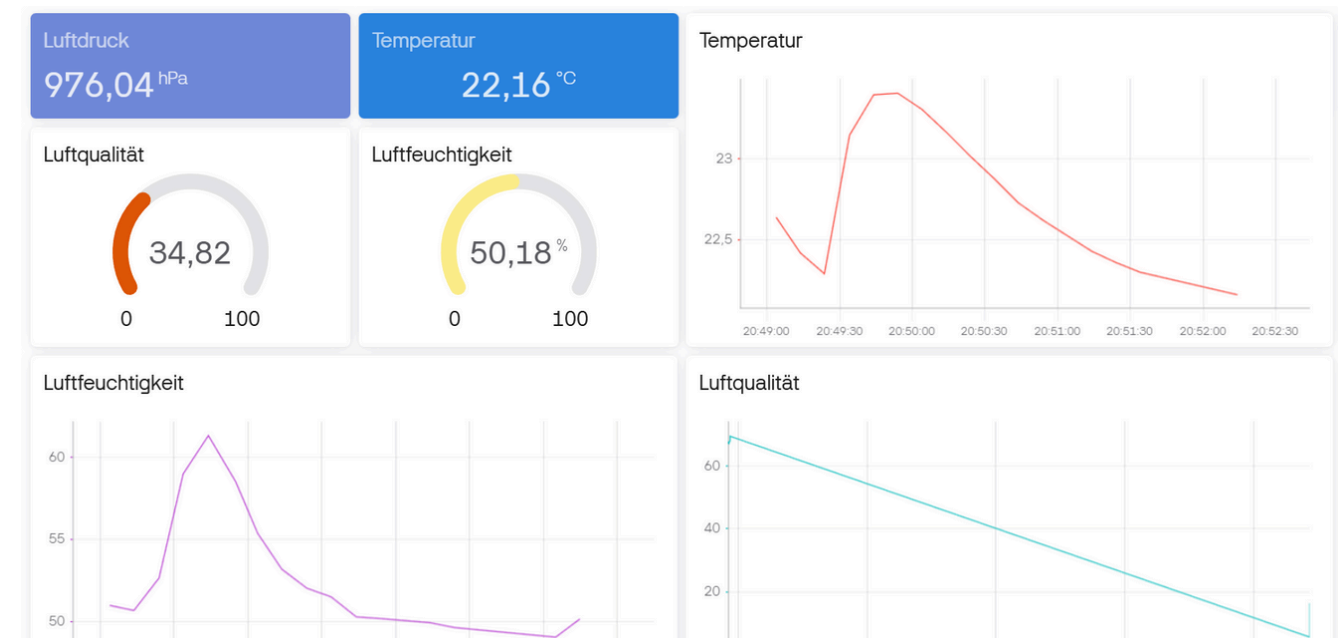 Luftdruck
976,04 hPa
Temperatur
22,16 °C
Temperatur
23
22,5
20:49:00 20:49:30 20:50:00 20:50:30 20:51:00 20:51:30 20:52:00 20:52:30
Luftqualität
34,82
0 100
Luftfeuchtigkeit
50,18 %
0 100
Luftfeuchtigkeit
60
55
50
Luftqualität
60
40
20